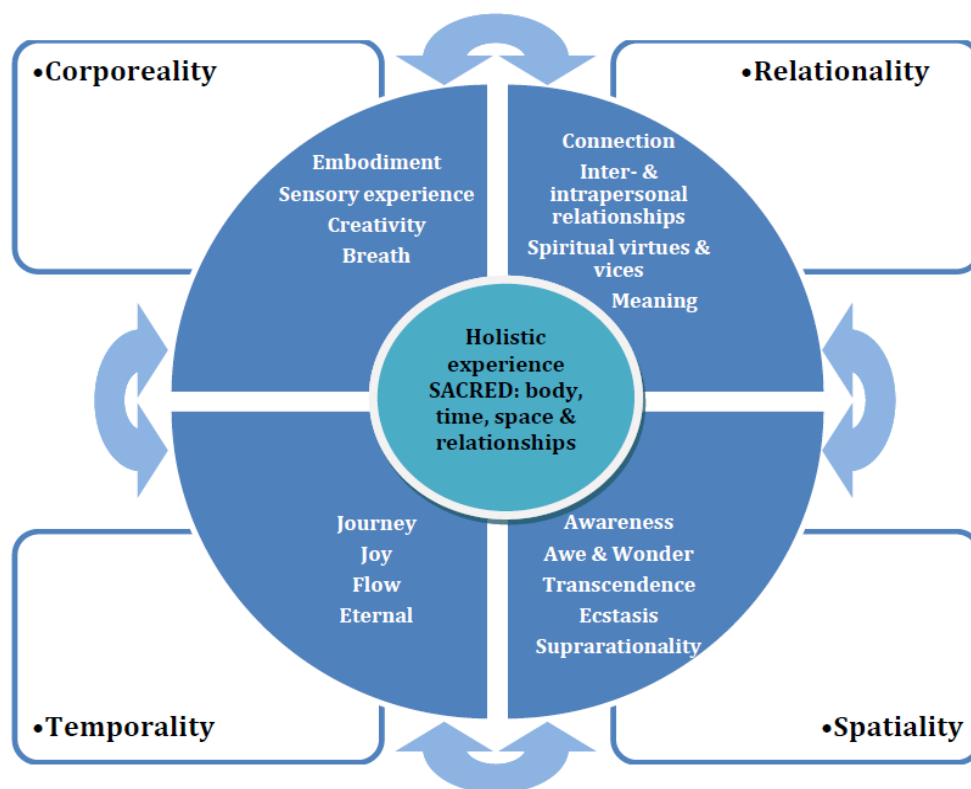 •Corporeality
•Relationality
Embodiment
Sensory experience
Creativity
Breath
Connection
Inter- &
intrapersonal
relationships
Spiritual virtues &
vices
Meaning
Holistic
experience
SACRED: body,
time, space &
relationships
Journey
Joy
Flow
Eternal
Awareness
Awe & Wonder
Transcendence
Ecstasis
Suprarationality
•Temporality
•Spatiality